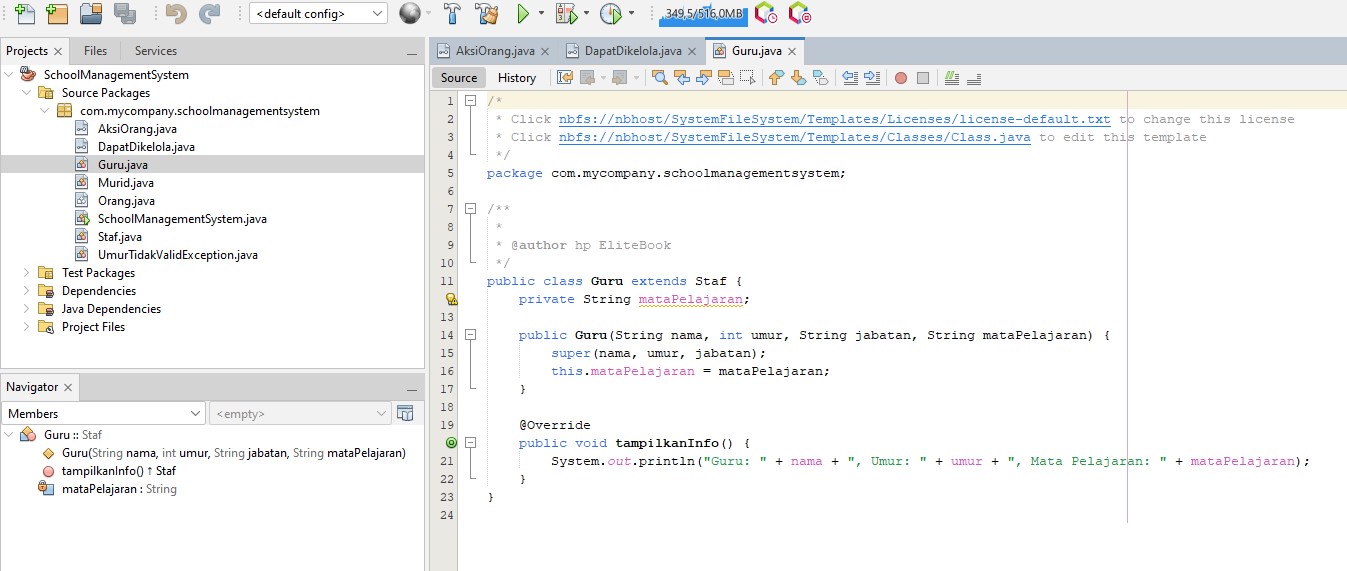 <default config>
349,5/516,0MB
Projects
Files
Services
SchoolManagementSystem
Source Packages
com.mycompany.schoolmanagementsystem
AksiOrang.java
DapatDikelola.java
Guru.java
Murid.java
Orang.java
SchoolManagementSystem.java
Staf.java
UmurTidakValidException.java
Test Packages
Dependencies
Java Dependencies
Project Files
Navigator
Members
<empty>
Guru :: Staf
Guru(String nama, int umur, String jabatan, String mataPelajaran)
tampilkanInfo() ↑ Staf
mataPelajaran : String
AksiOrang.java
DapatDikelola.java
Guru.java
Source
History
1 /*
2 * Click nbfs://nbhost/SystemFileSystem/Templates/Licenses/license-default.txt to change this license
3 * Click nbfs://nbhost/SystemFileSystem/Templates/Classes/Class.java to edit this template
4 */
5 package com.mycompany.schoolmanagementsystem;
6
7 /**
8 *
9 * @author hp EliteBook
10 */
11 public class Guru extends Staf {
private String mataPelajaran;
13
14 public Guru(String nama, int umur, String jabatan, String mataPelajaran) {
15 super(nama, umur, jabatan);
16 this.mataPelajaran = mataPelajaran;
17 }
18
19 @Override
public void tampilkanInfo() {
21 System.out.println("Guru: " + nama + ", Umur: " + umur + ", Mata Pelajaran: " + mataPelajaran);
22 }
23 }
24